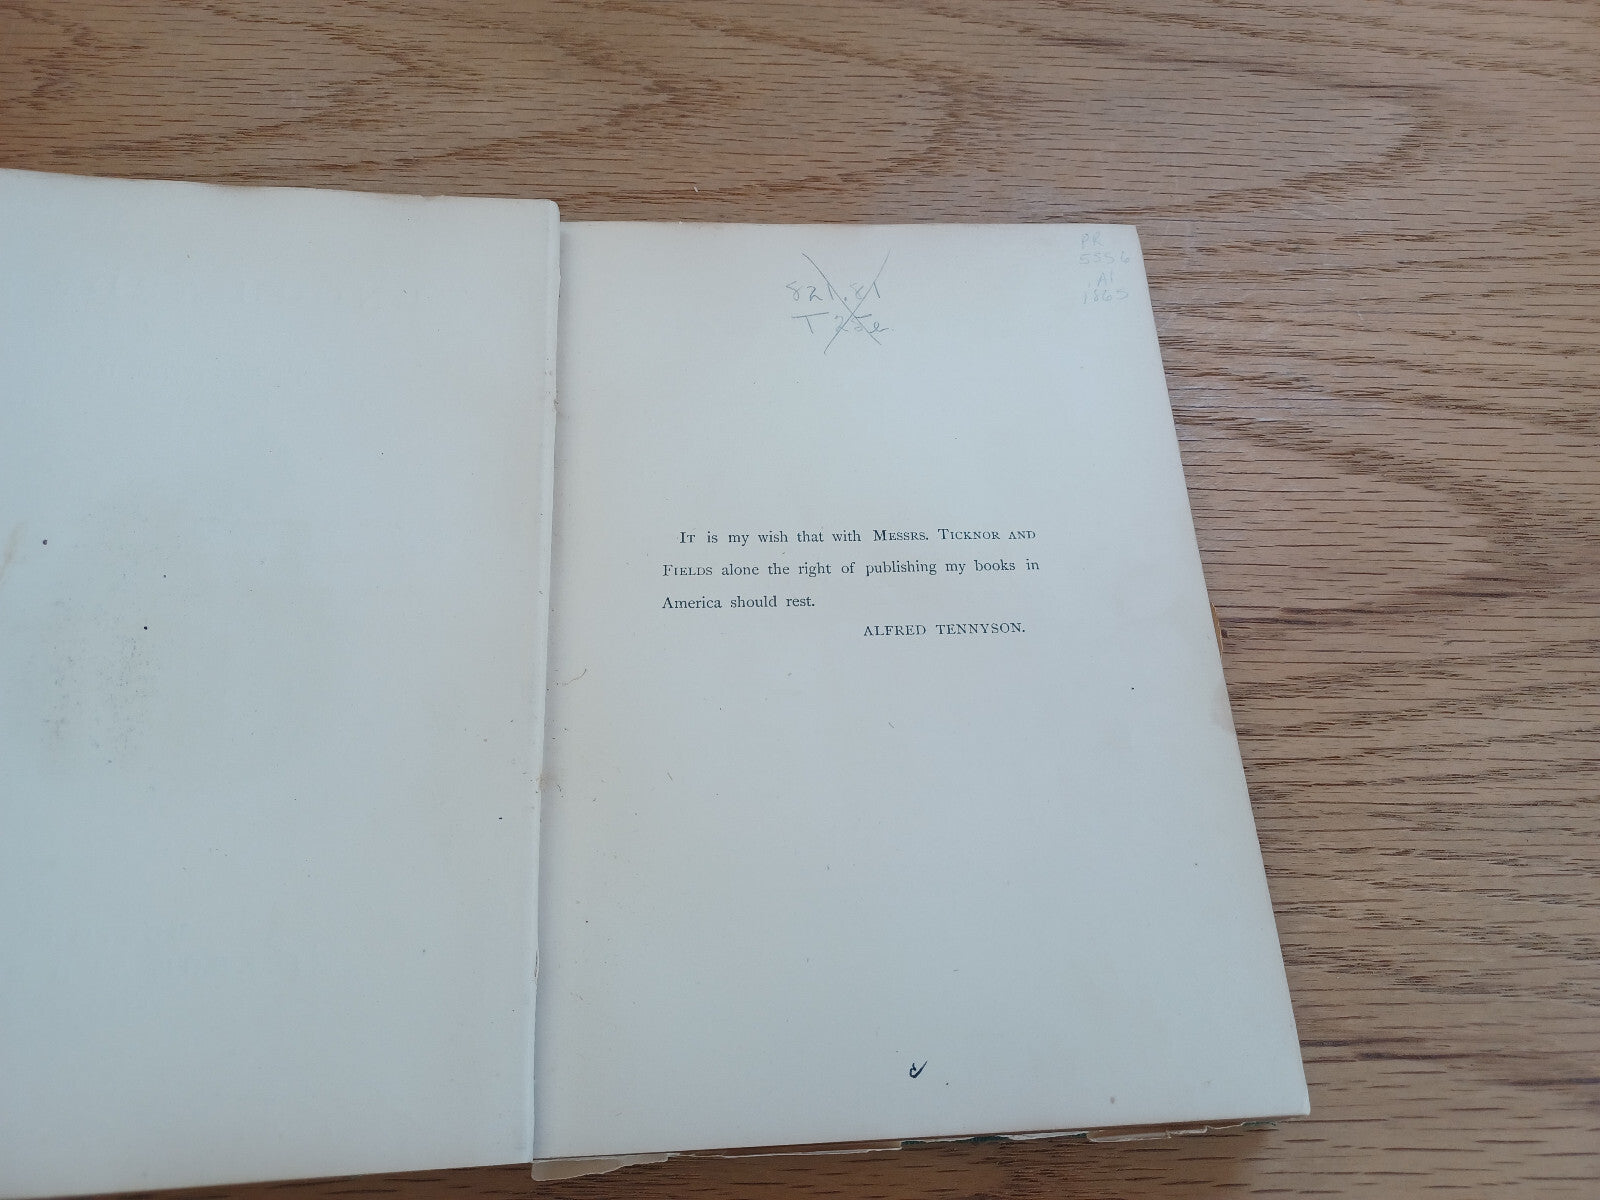 PR
5556
.A1
1865
821.81
T25e
IT is my wish that with MESSRS. TICKNOR AND
FIELDS alone the right of publishing my books in
America should rest.
ALFRED TENNYSON.